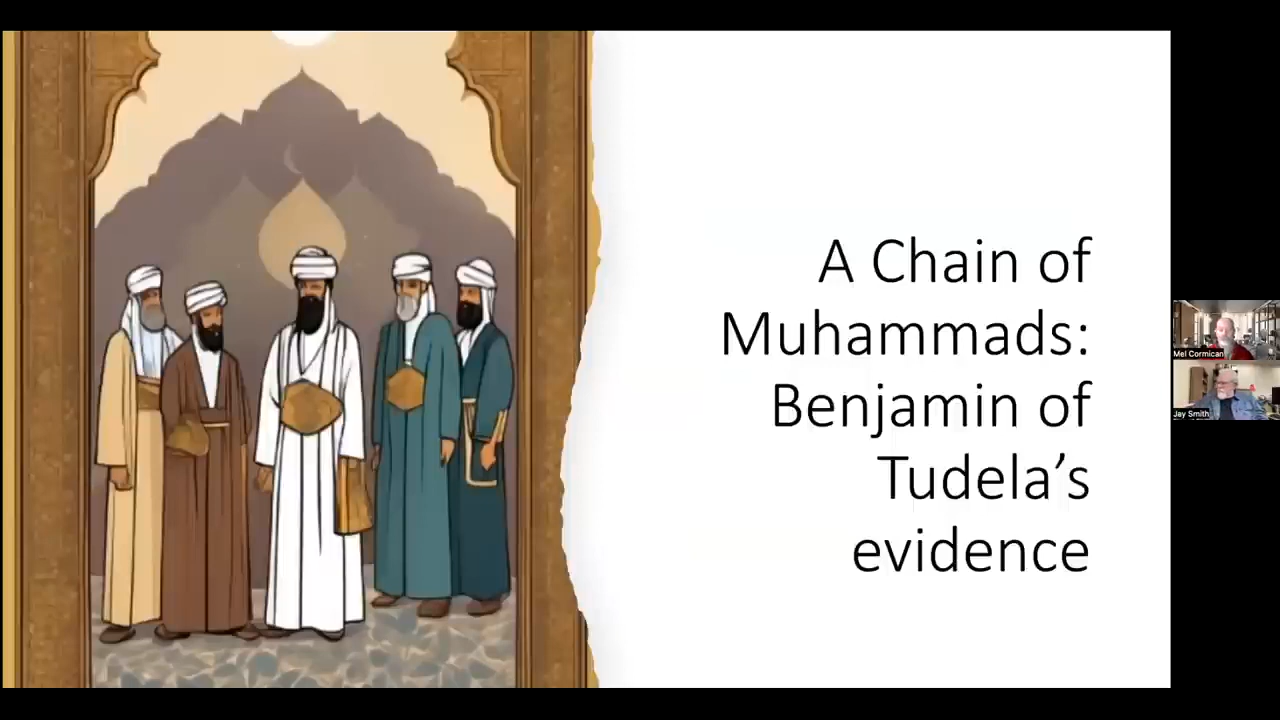 A Chain of
Muhammads:
Benjamin of
Tudela's
evidence
Mel Cormican
Jay Smith